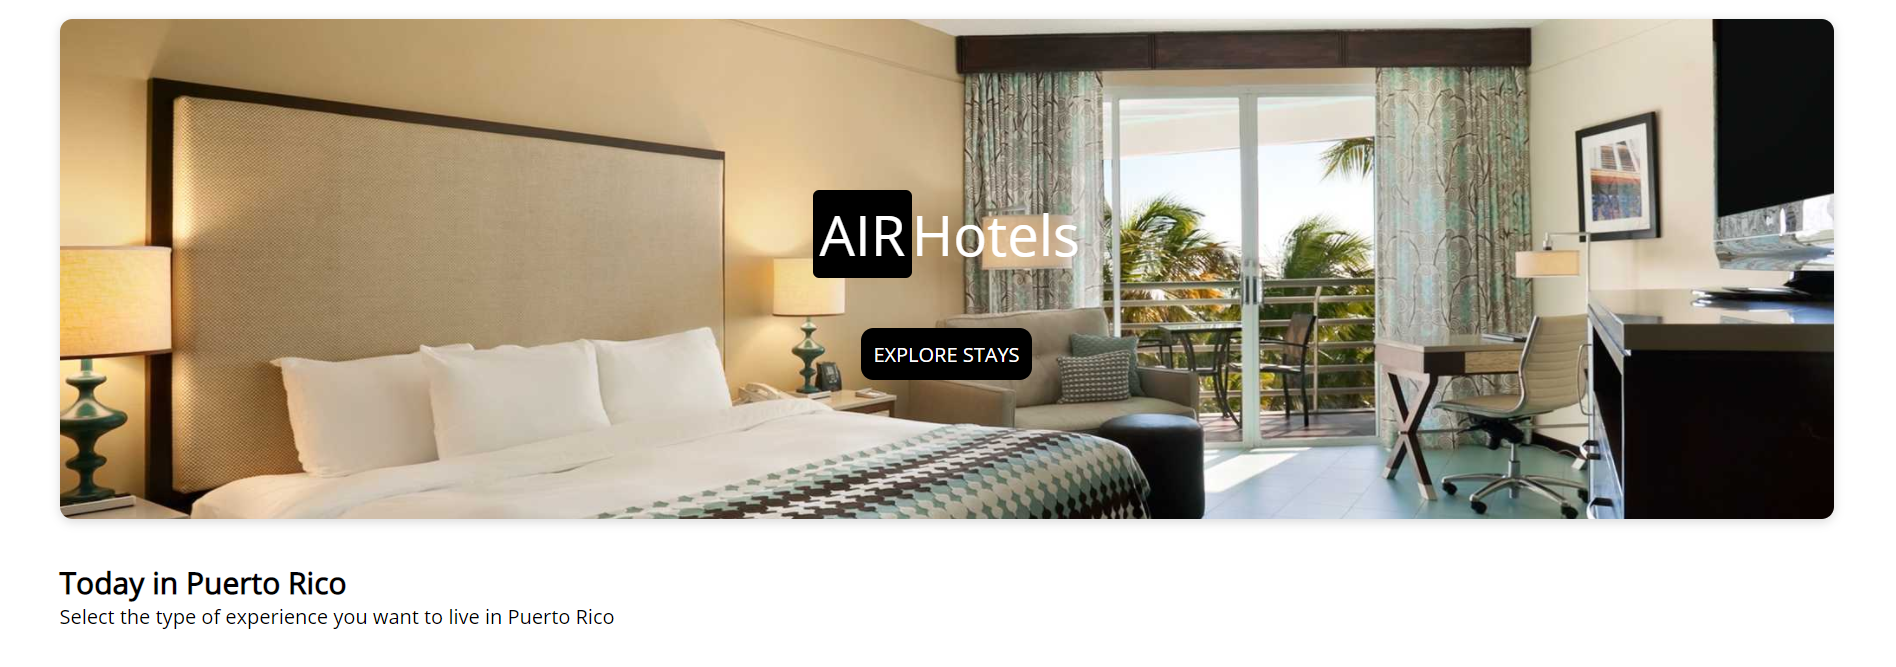 AIR Hotels
EXPLORE STAYS
Today in Puerto Rico
Select the type of experience you want to live in Puerto Rico